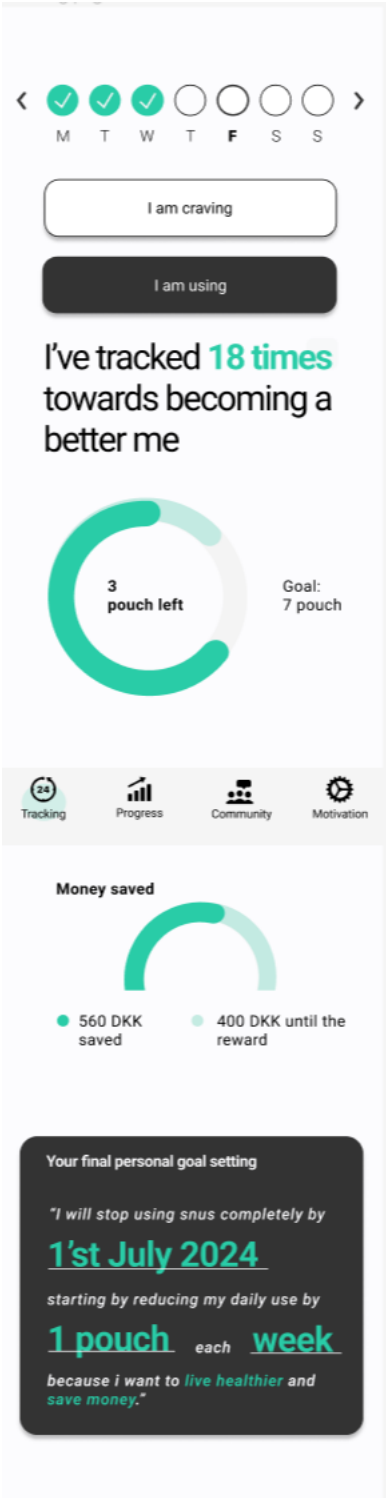 M T W T F S S
I am craving
I am using
I've tracked 18 times
towards becoming a
better me
3
pouch left
Goal:
7 pouch
24
Tracking Progress Community Motivation
Money saved
560 DKK
saved
400 DKK until the
reward
Your final personal goal setting
"I will stop using snus completely by
1'st July 2024
starting by reducing my daily use by
1 pouch each week
because i want to live healthier and
save money."